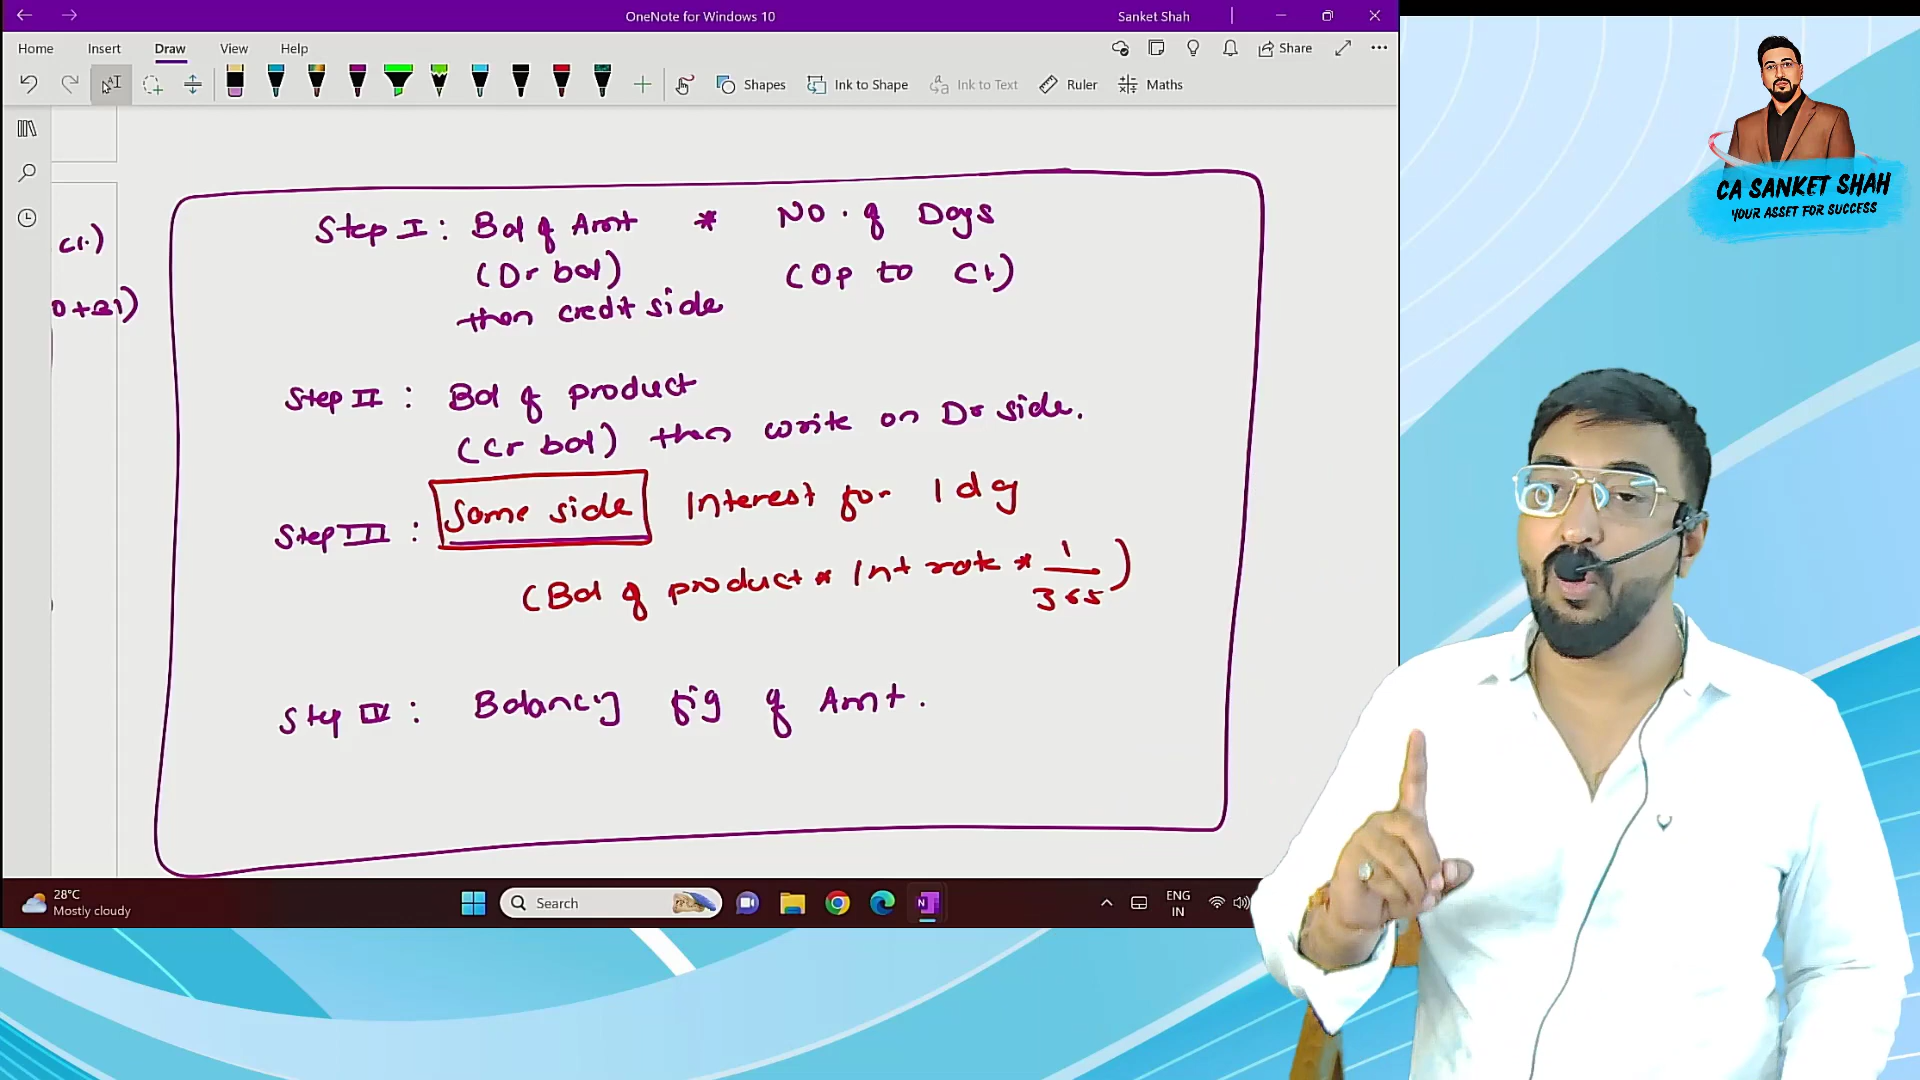 OneNote for Windows 10
Sanket Shah
Home Insert Draw View Help
Share
Shapes Ink to Shape Ink to Text Ruler Maths
CA SANKET SHAH
YOUR ASSET FOR SUCCESS
Step I : Bal of Amt * No. of Days
(Dr bal) (Op to Cl)
then credit side
cl.)
0+31)
Step II : Bal of product
(Cr bal) then write on Dr side.
Step III : Same side Interest for 1 day
(Bal of product * Int rate * 1/365)
Step IV : Balancing fig of Amt.
28°C
Mostly cloudy
Search
ENG
IN